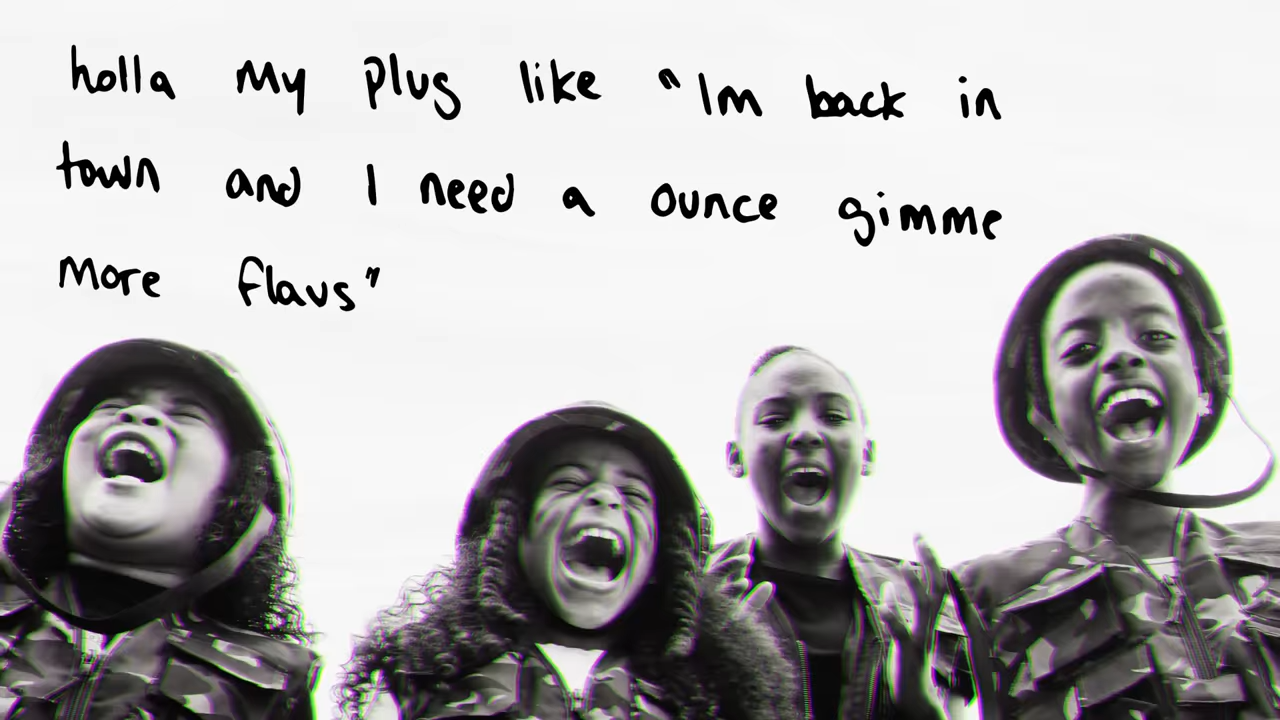 holla my plug like "Im back in
town and I need a ounce gimme
more flavs"